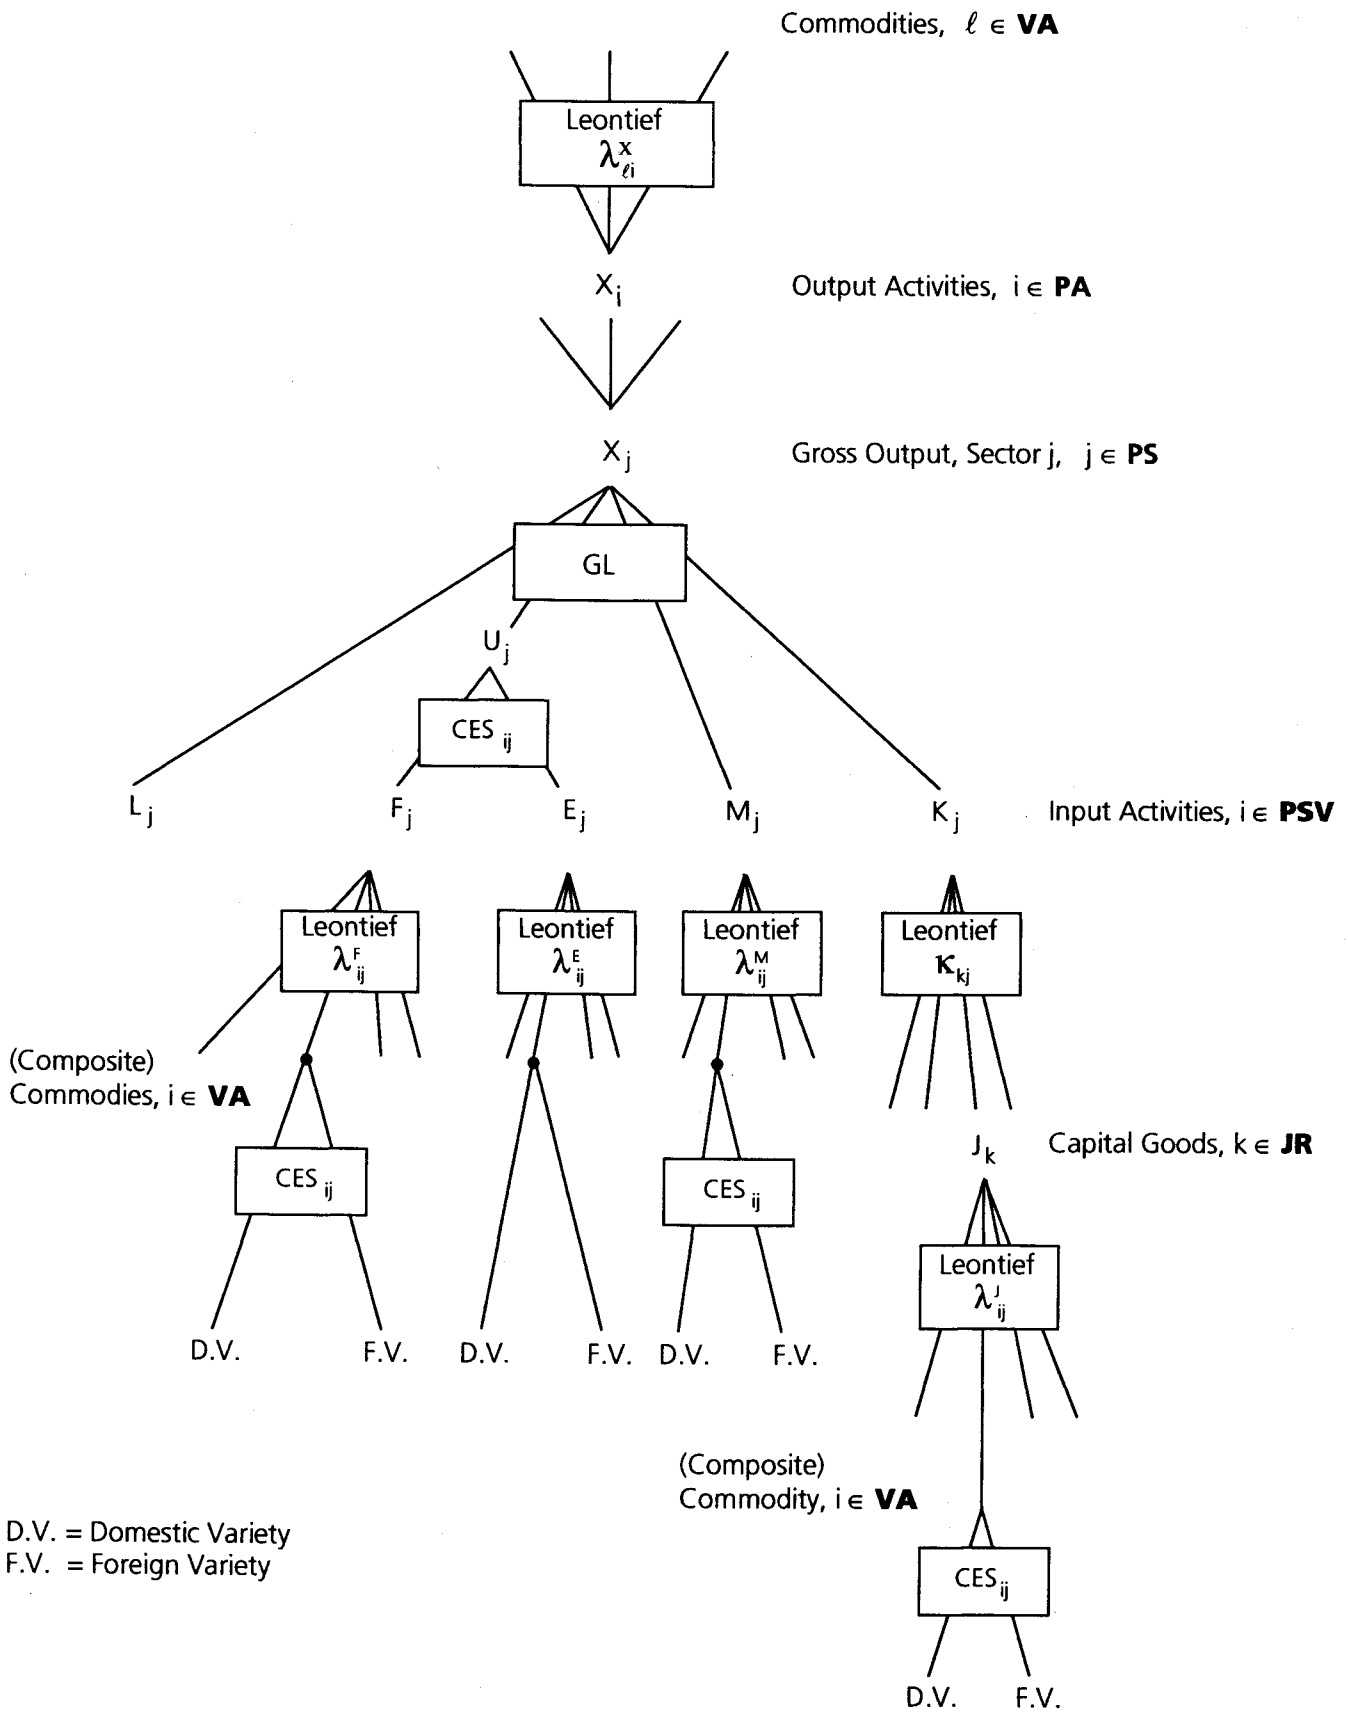 Commodities, ℓ ∈ VA
Leontief
λ^X_ℓi
X_i
Output Activities, i ∈ PA
X_j
Gross Output, Sector j, j ∈ PS
GL
U_j
CES_ij
L_j
F_j
E_j
M_j
K_j
Input Activities, i ∈ PSV
Leontief
λ^F_ij
Leontief
λ^E_ij
Leontief
λ^M_ij
Leontief
κ_kj
(Composite)
Commodies, i ∈ VA
J_k
Capital Goods, k ∈ JR
CES_ij
CES_ij
Leontief
λ^J_ij
D.V.
F.V.
D.V.
F.V.
D.V.
F.V.
(Composite)
Commodity, i ∈ VA
D.V. = Domestic Variety
F.V. = Foreign Variety
CES_ij
D.V.
F.V.